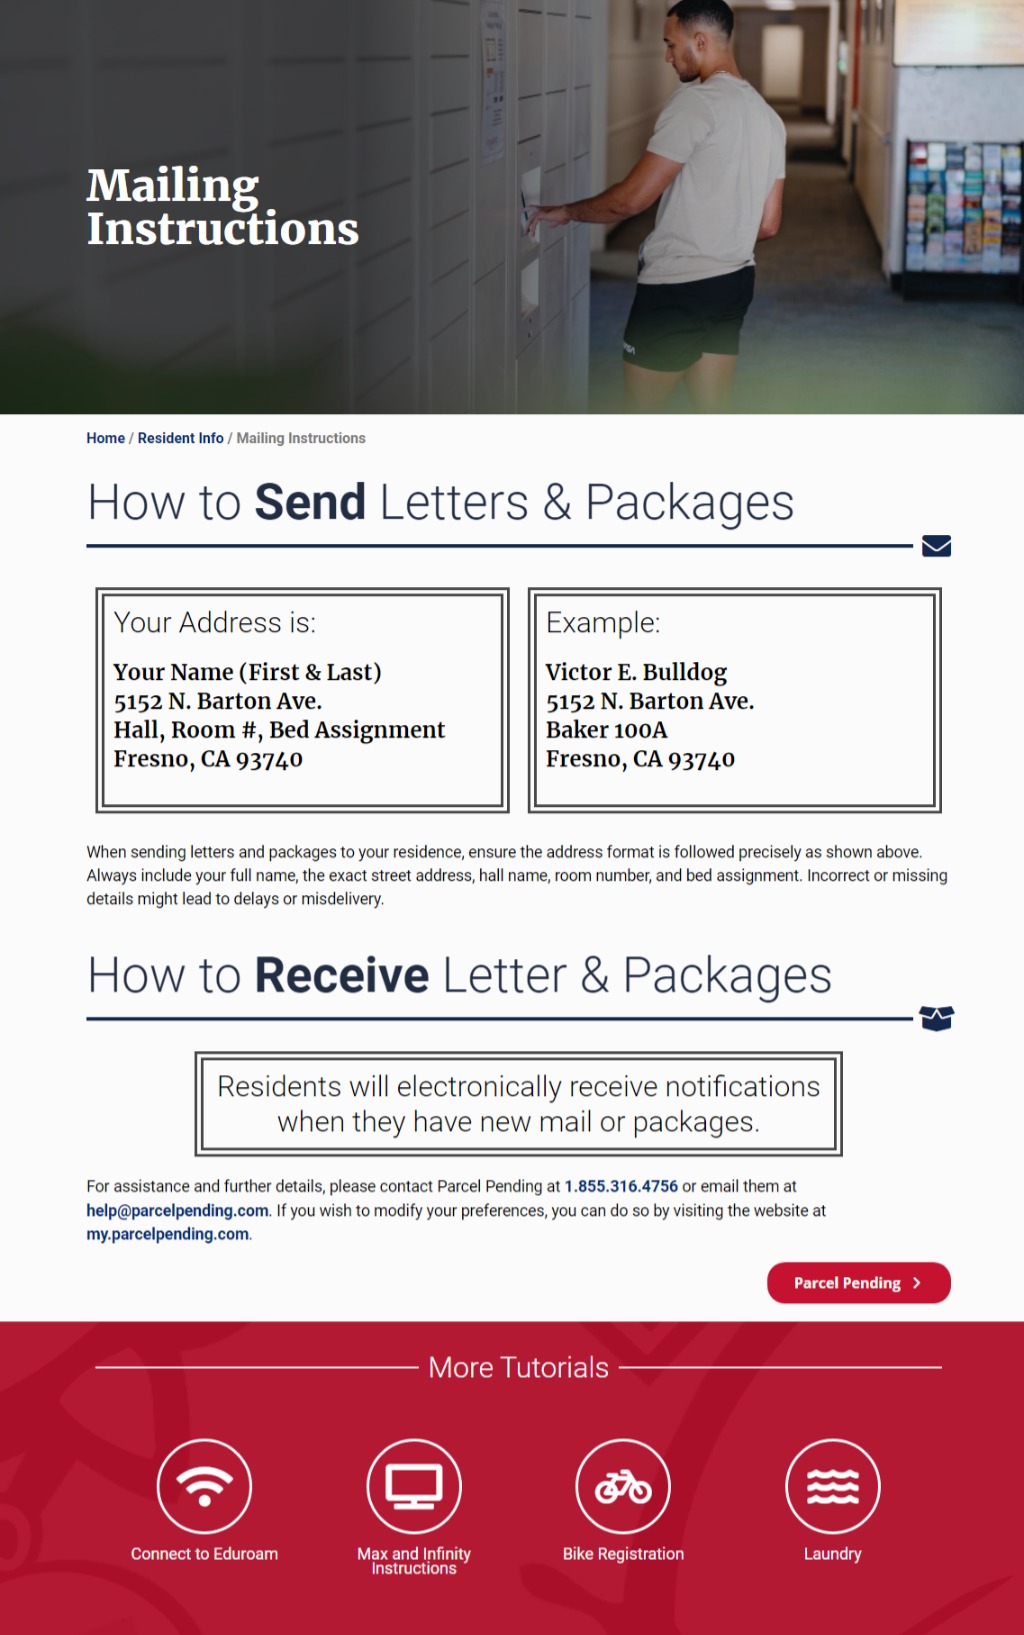 Mailing
Instructions
Home / Resident Info / Mailing Instructions
How to Send Letters & Packages
Your Address is:
Your Name (First & Last)
5152 N. Barton Ave.
Hall, Room #, Bed Assignment
Fresno, CA 93740
Example:
Victor E. Bulldog
5152 N. Barton Ave.
Baker 100A
Fresno, CA 93740
When sending letters and packages to your residence, ensure the address format is followed precisely as shown above.
Always include your full name, the exact street address, hall name, room number, and bed assignment. Incorrect or missing
details might lead to delays or misdelivery.
How to Receive Letter & Packages
Residents will electronically receive notifications
when they have new mail or packages.
For assistance and further details, please contact Parcel Pending at 1.855.316.4756 or email them at
help@parcelpending.com. If you wish to modify your preferences, you can do so by visiting the website at
my.parcelpending.com.
Parcel Pending
More Tutorials
Connect to Eduroam
Max and Infinity
Instructions
Bike Registration
Laundry